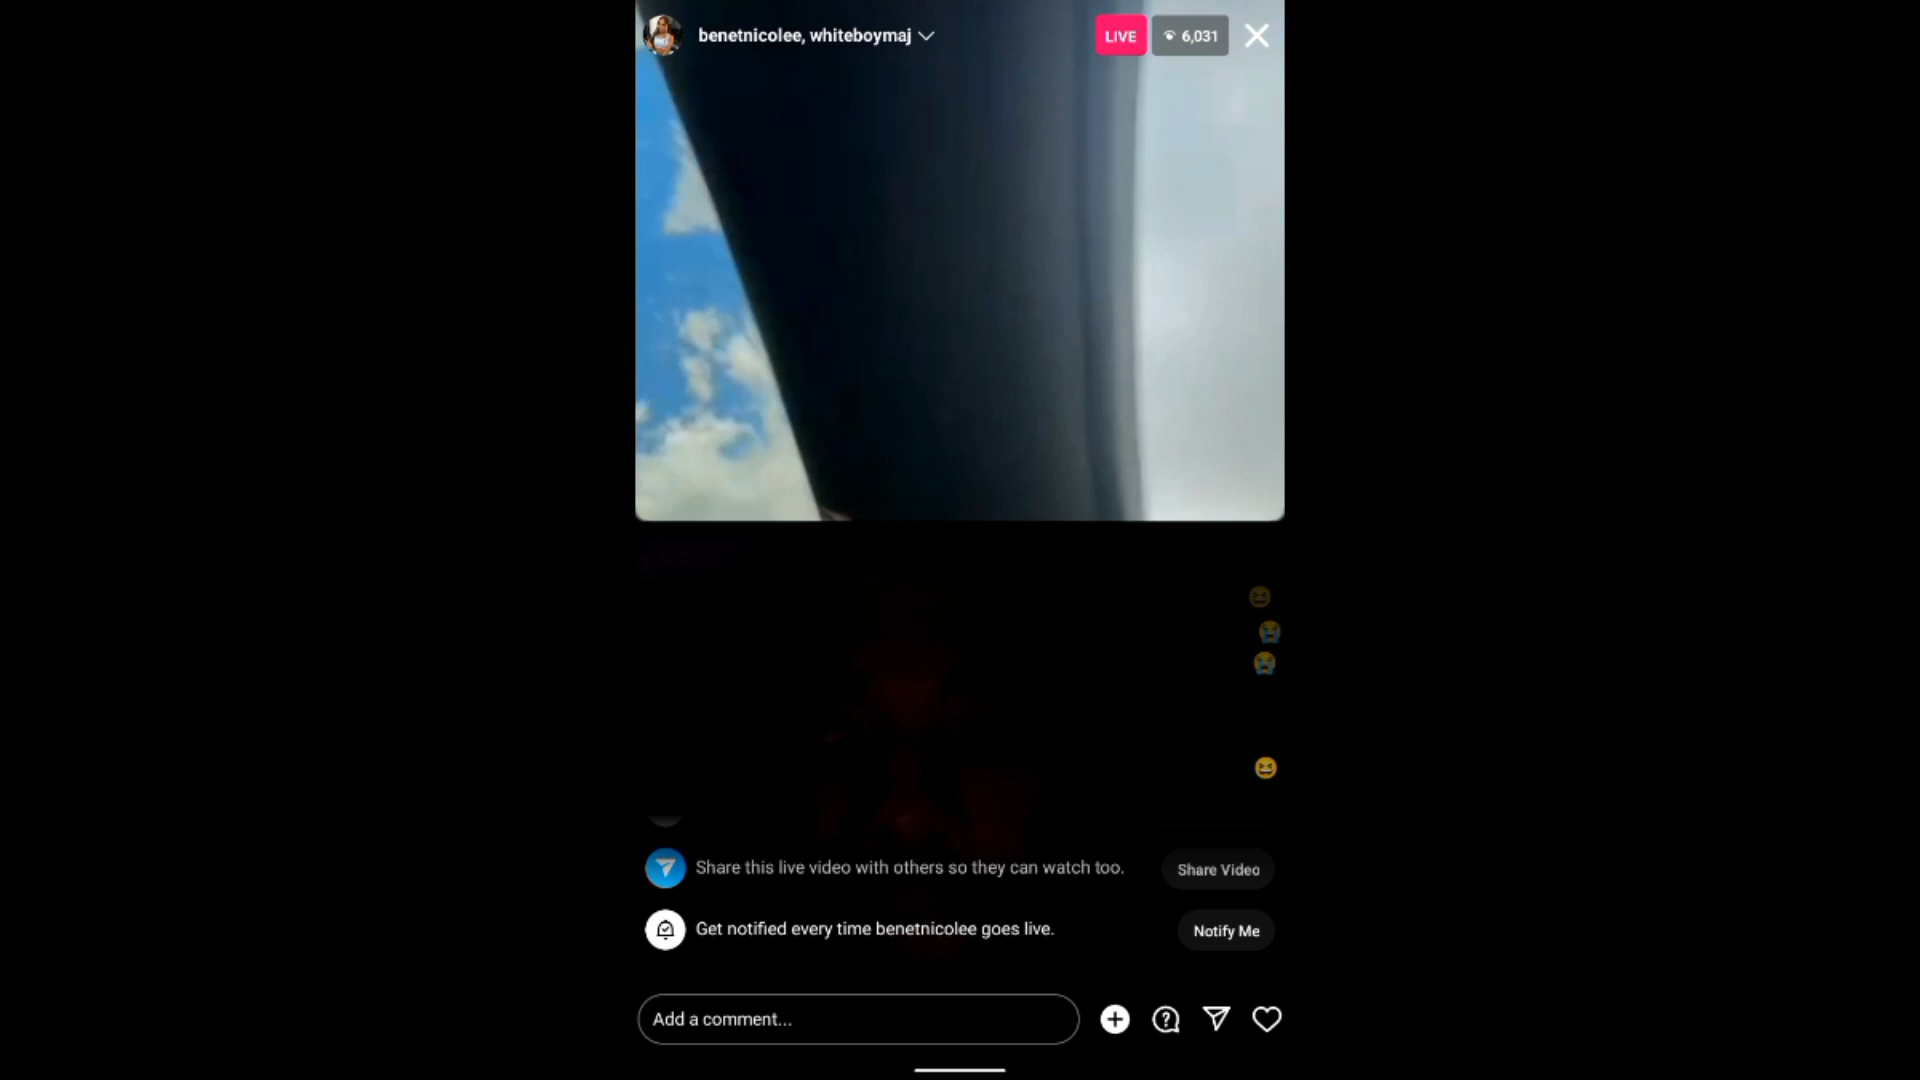 benetnicolee, whiteboymaj
LIVE
6,031
Share this live video with others so they can watch too.
Share Video
Get notified every time benetnicolee goes live.
Notify Me
Add a comment...